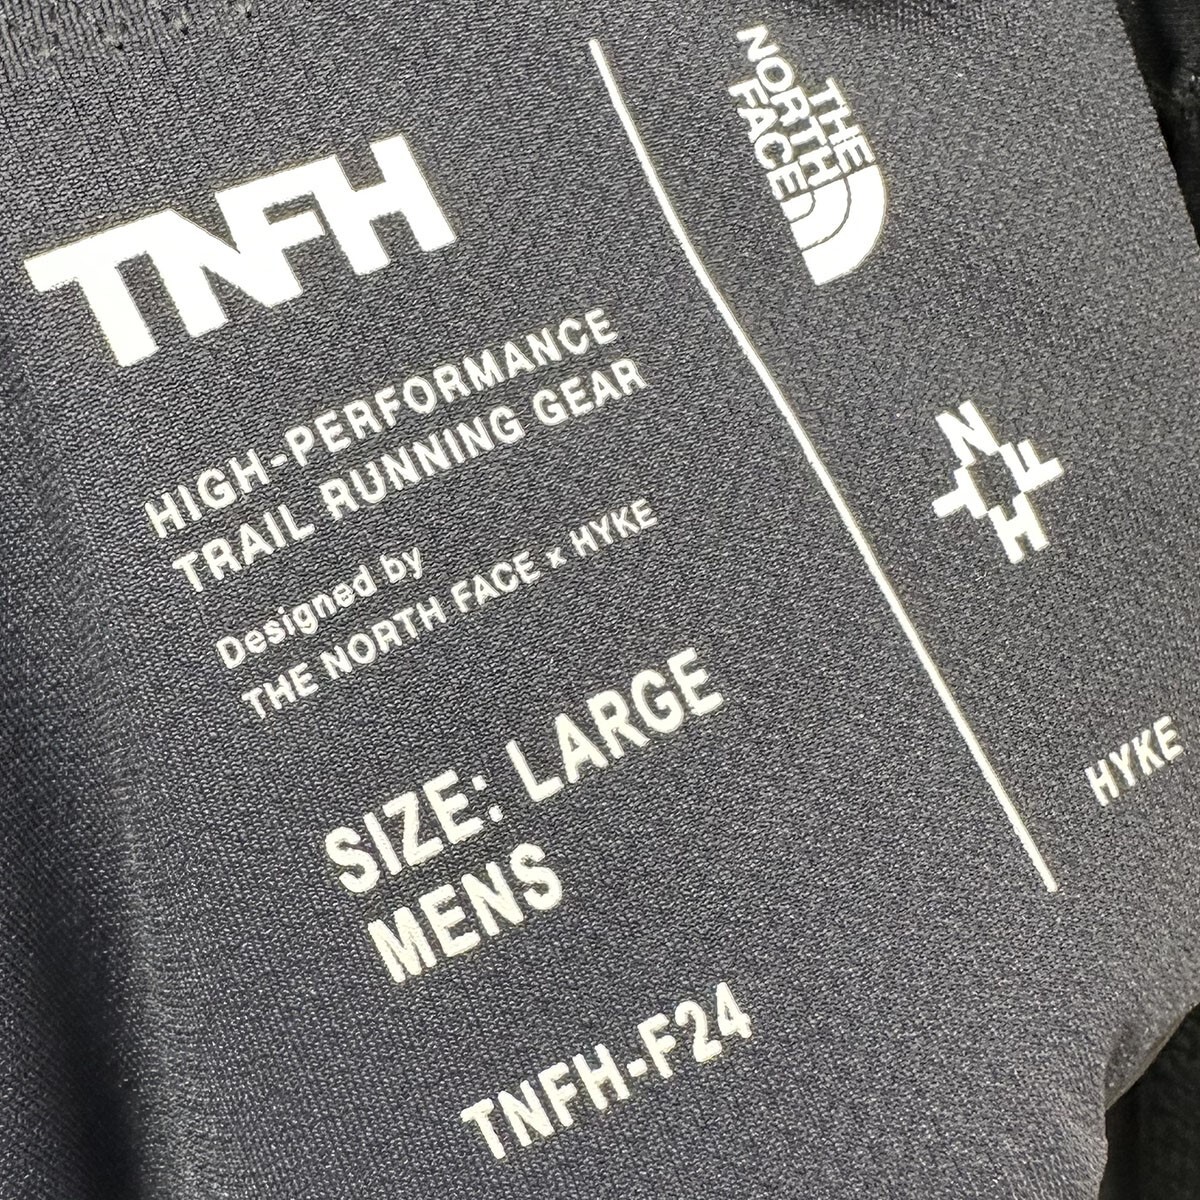 TNFH
HIGH-PERFORMANCE
TRAIL RUNNING GEAR
Designed by
THE NORTH FACE x HYKE
SIZE: LARGE
MENS
TNFH-F24
THE
NORTH
FACE
N
T F
H
HYKE